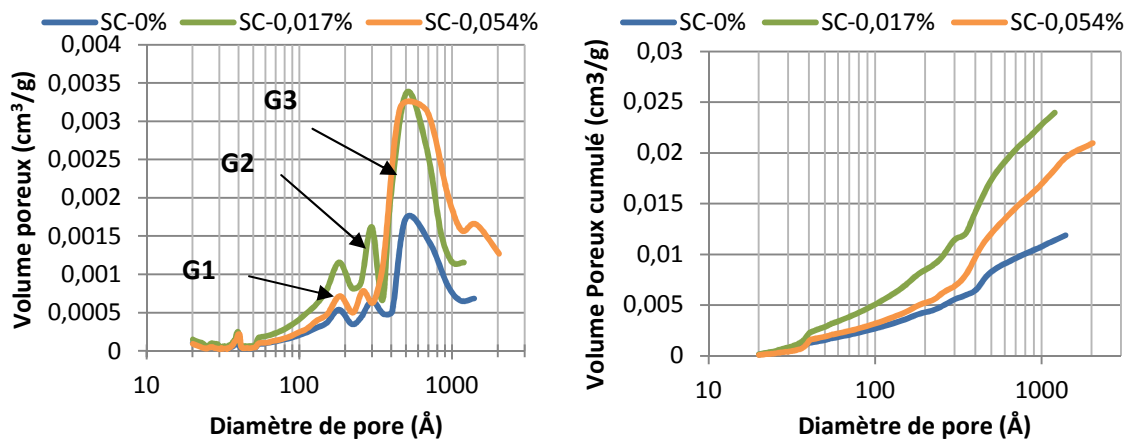 SC-0% SC-0,017% SC-0,054%
Volume poreux (cm³/g)
0,004
0,0035
0,003
0,0025
0,002
0,0015
0,001
0,0005
0
G3
G2
G1
10 100 1000
Diamètre de pore (Å)
SC-0% SC-0,017% SC-0,054%
Volume Poreux cumulé (cm3/g)
0,03
0,025
0,02
0,015
0,01
0,005
0
10 100 1000
Diamètre de pore (Å)